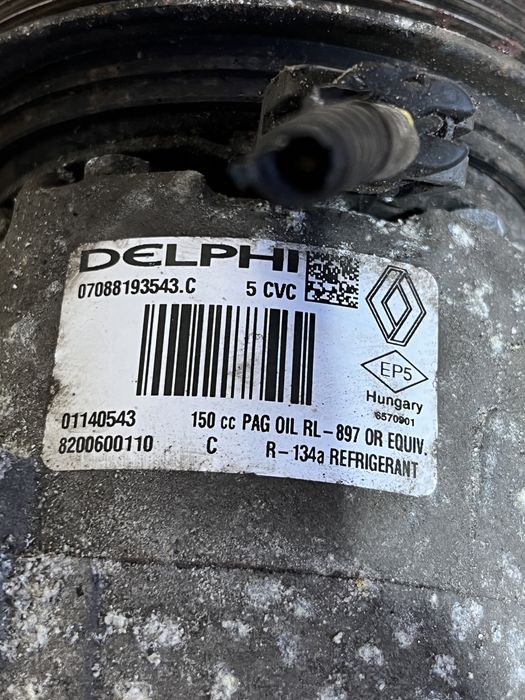 DELPHI
07088193543.C 5 CVC
EP5
Hungary
6570901
01140543 150 cc PAG OIL RL-897 OR EQUIV.
8200600110 C R-134a REFRIGERANT